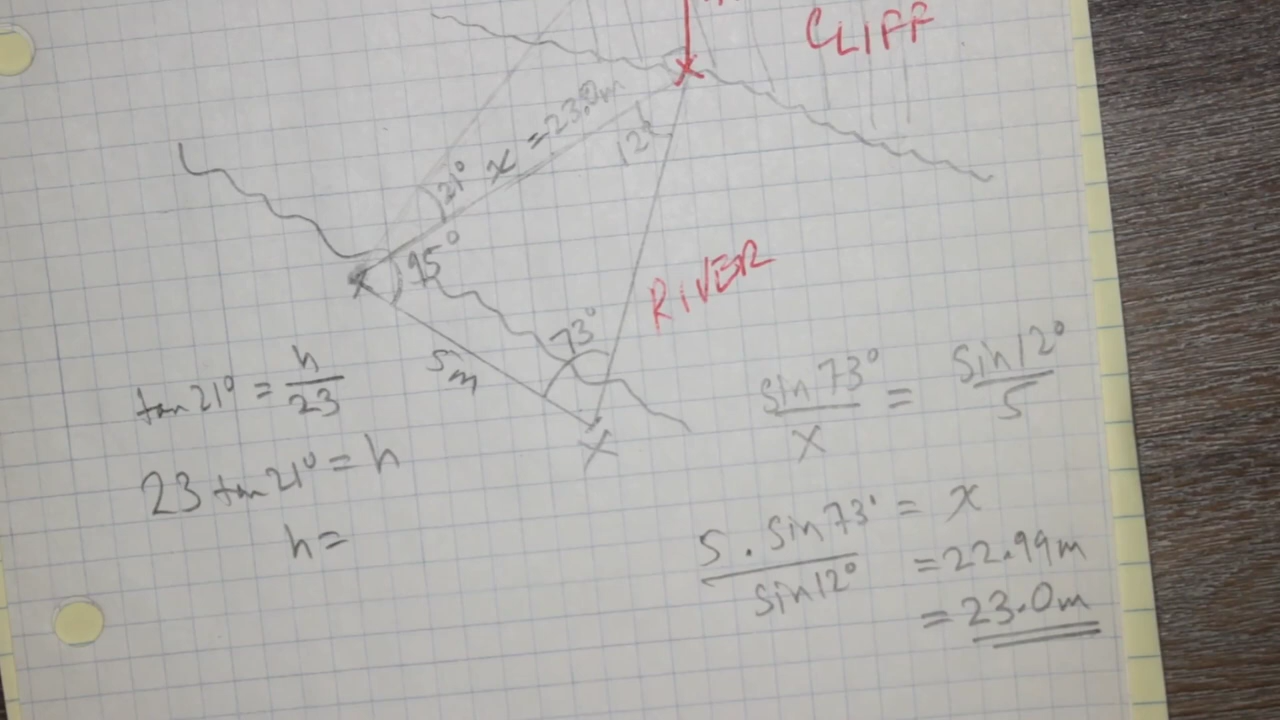 CLIFF
x = 23.0m
12°
21°
95°
RIVER
73°
5m
tan 21° = h/23
23 tan 21° = h
h =
sin 73°/x = sin 12°/5
5 . sin 73°/sin 12° = x
= 22.99m
= 23.0m